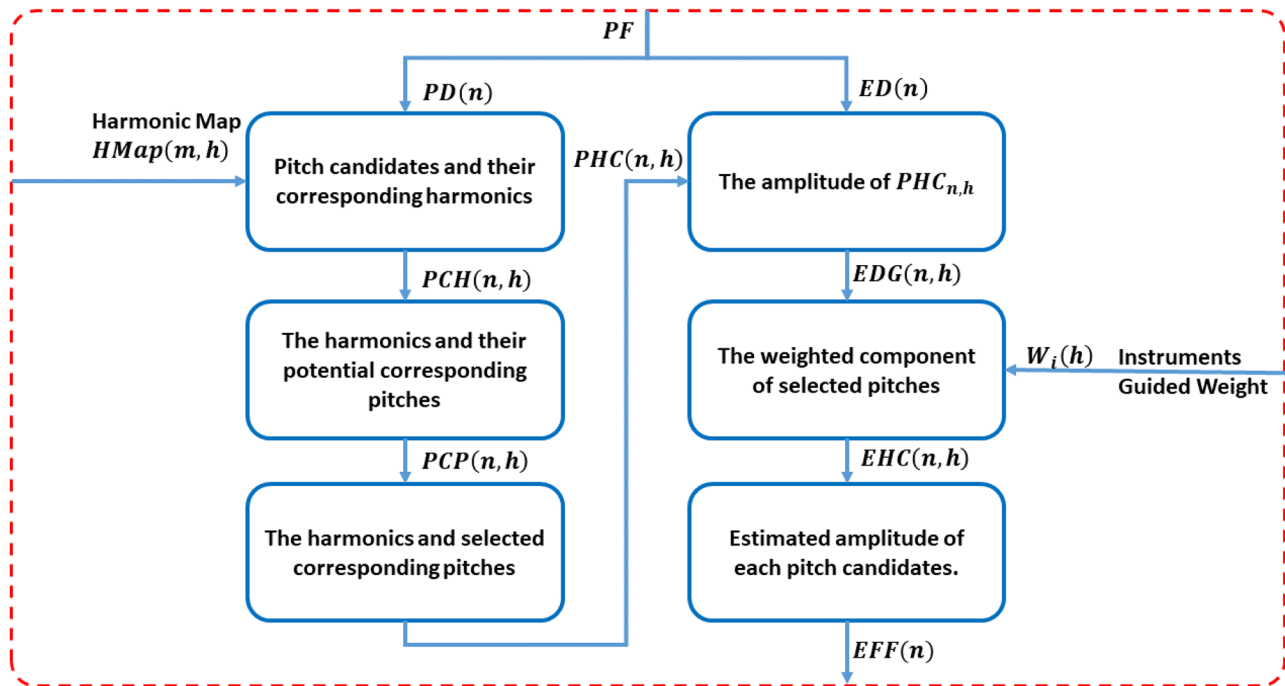 PF
PD(n)
ED(n)
Harmonic Map
HMap(m, h)
Pitch candidates and their
corresponding harmonics
PHC(n, h)
The amplitude of PHC_{n,h}
PCH(n, h)
EDG(n, h)
The harmonics and their
potential corresponding
pitches
The weighted component
of selected pitches
W_i(h)
Instruments
Guided Weight
PCP(n, h)
EHC(n, h)
The harmonics and selected
corresponding pitches
Estimated amplitude of
each pitch candidates.
EFF(n)